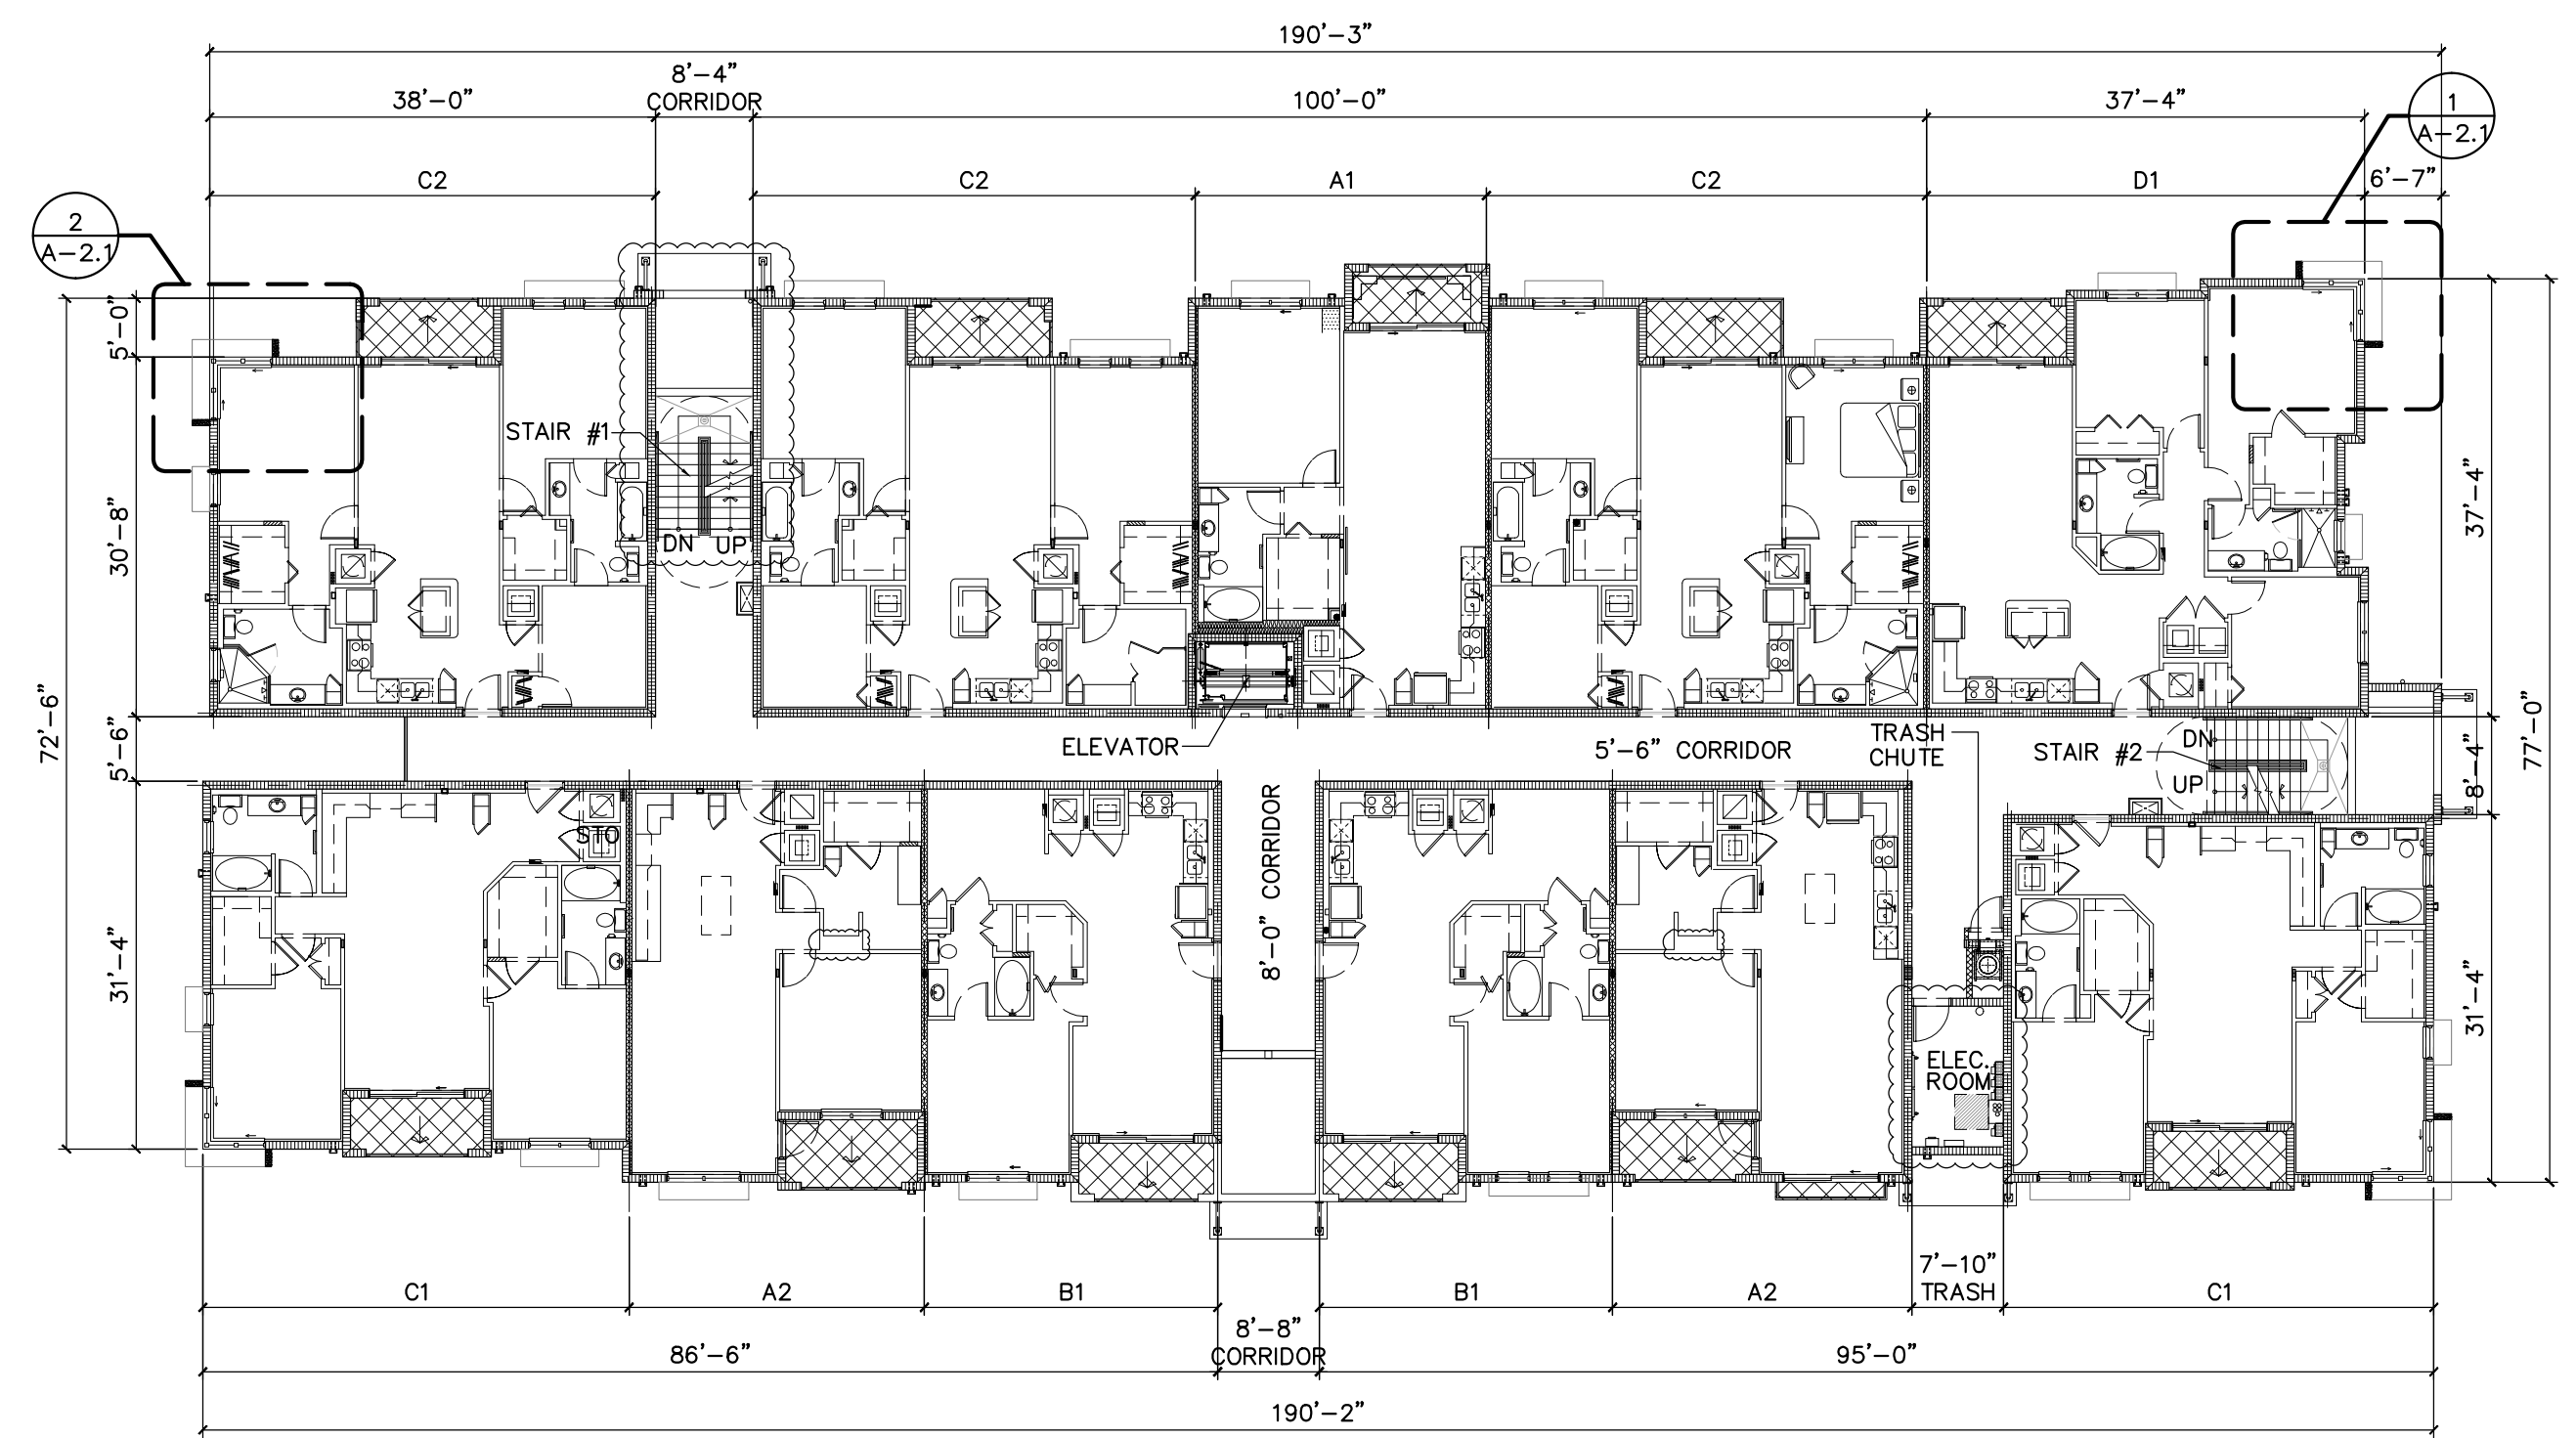 190'-3"
8'-4"
CORRIDOR
38'-0"
100'-0"
37'-4"
1
A-2.1
C2
C2
A1
C2
D1
6'-7"
2
A-2.1
5'-0"
STAIR #1
DN
UP
30'-8"
37'-4"
72'-6"
5'-6"
ELEVATOR
5'-6" CORRIDOR
TRASH
CHUTE
STAIR #2
DN
UP
8'-4"
77'-0"
STO
8'-0" CORRIDOR
31'-4"
31'-4"
ELEC.
ROOM
C1
A2
B1
B1
A2
7'-10"
TRASH
C1
86'-6"
8'-8"
CORRIDOR
95'-0"
190'-2"